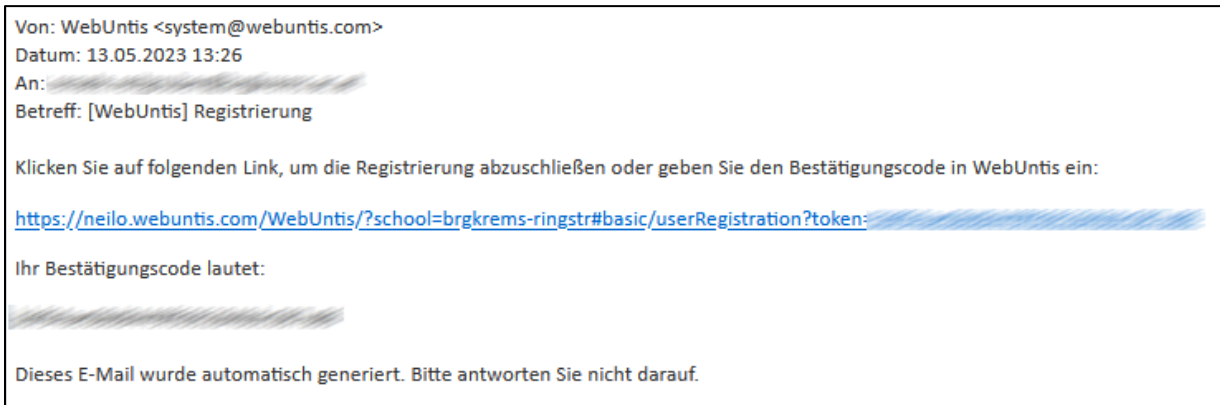 Von: WebUntis <system@webuntis.com>
Datum: 13.05.2023 13:26
An:
Betreff: [WebUntis] Registrierung
Klicken Sie auf folgenden Link, um die Registrierung abzuschließen oder geben Sie den Bestätigungscode in WebUntis ein:
https://neilo.webuntis.com/WebUntis/?school=brgkrems-ringstr#basic/userRegistration?token=
Ihr Bestätigungscode lautet:
Dieses E-Mail wurde automatisch generiert. Bitte antworten Sie nicht darauf.